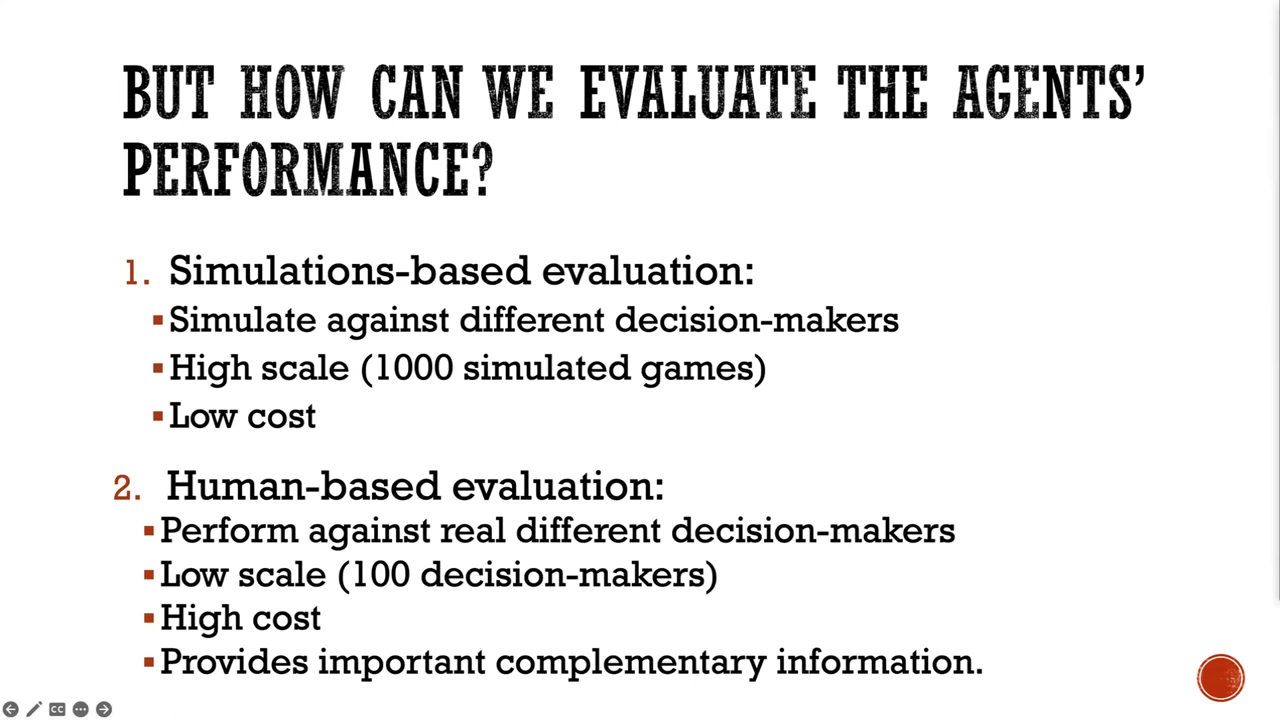 BUT HOW CAN WE EVALUATE THE AGENTS’
PERFORMANCE?
1. Simulations-based evaluation:
▪Simulate against different decision-makers
▪High scale (1000 simulated games)
▪Low cost
2. Human-based evaluation:
▪Perform against real different decision-makers
▪Low scale (100 decision-makers)
▪High cost
▪Provides important complementary information.
CC